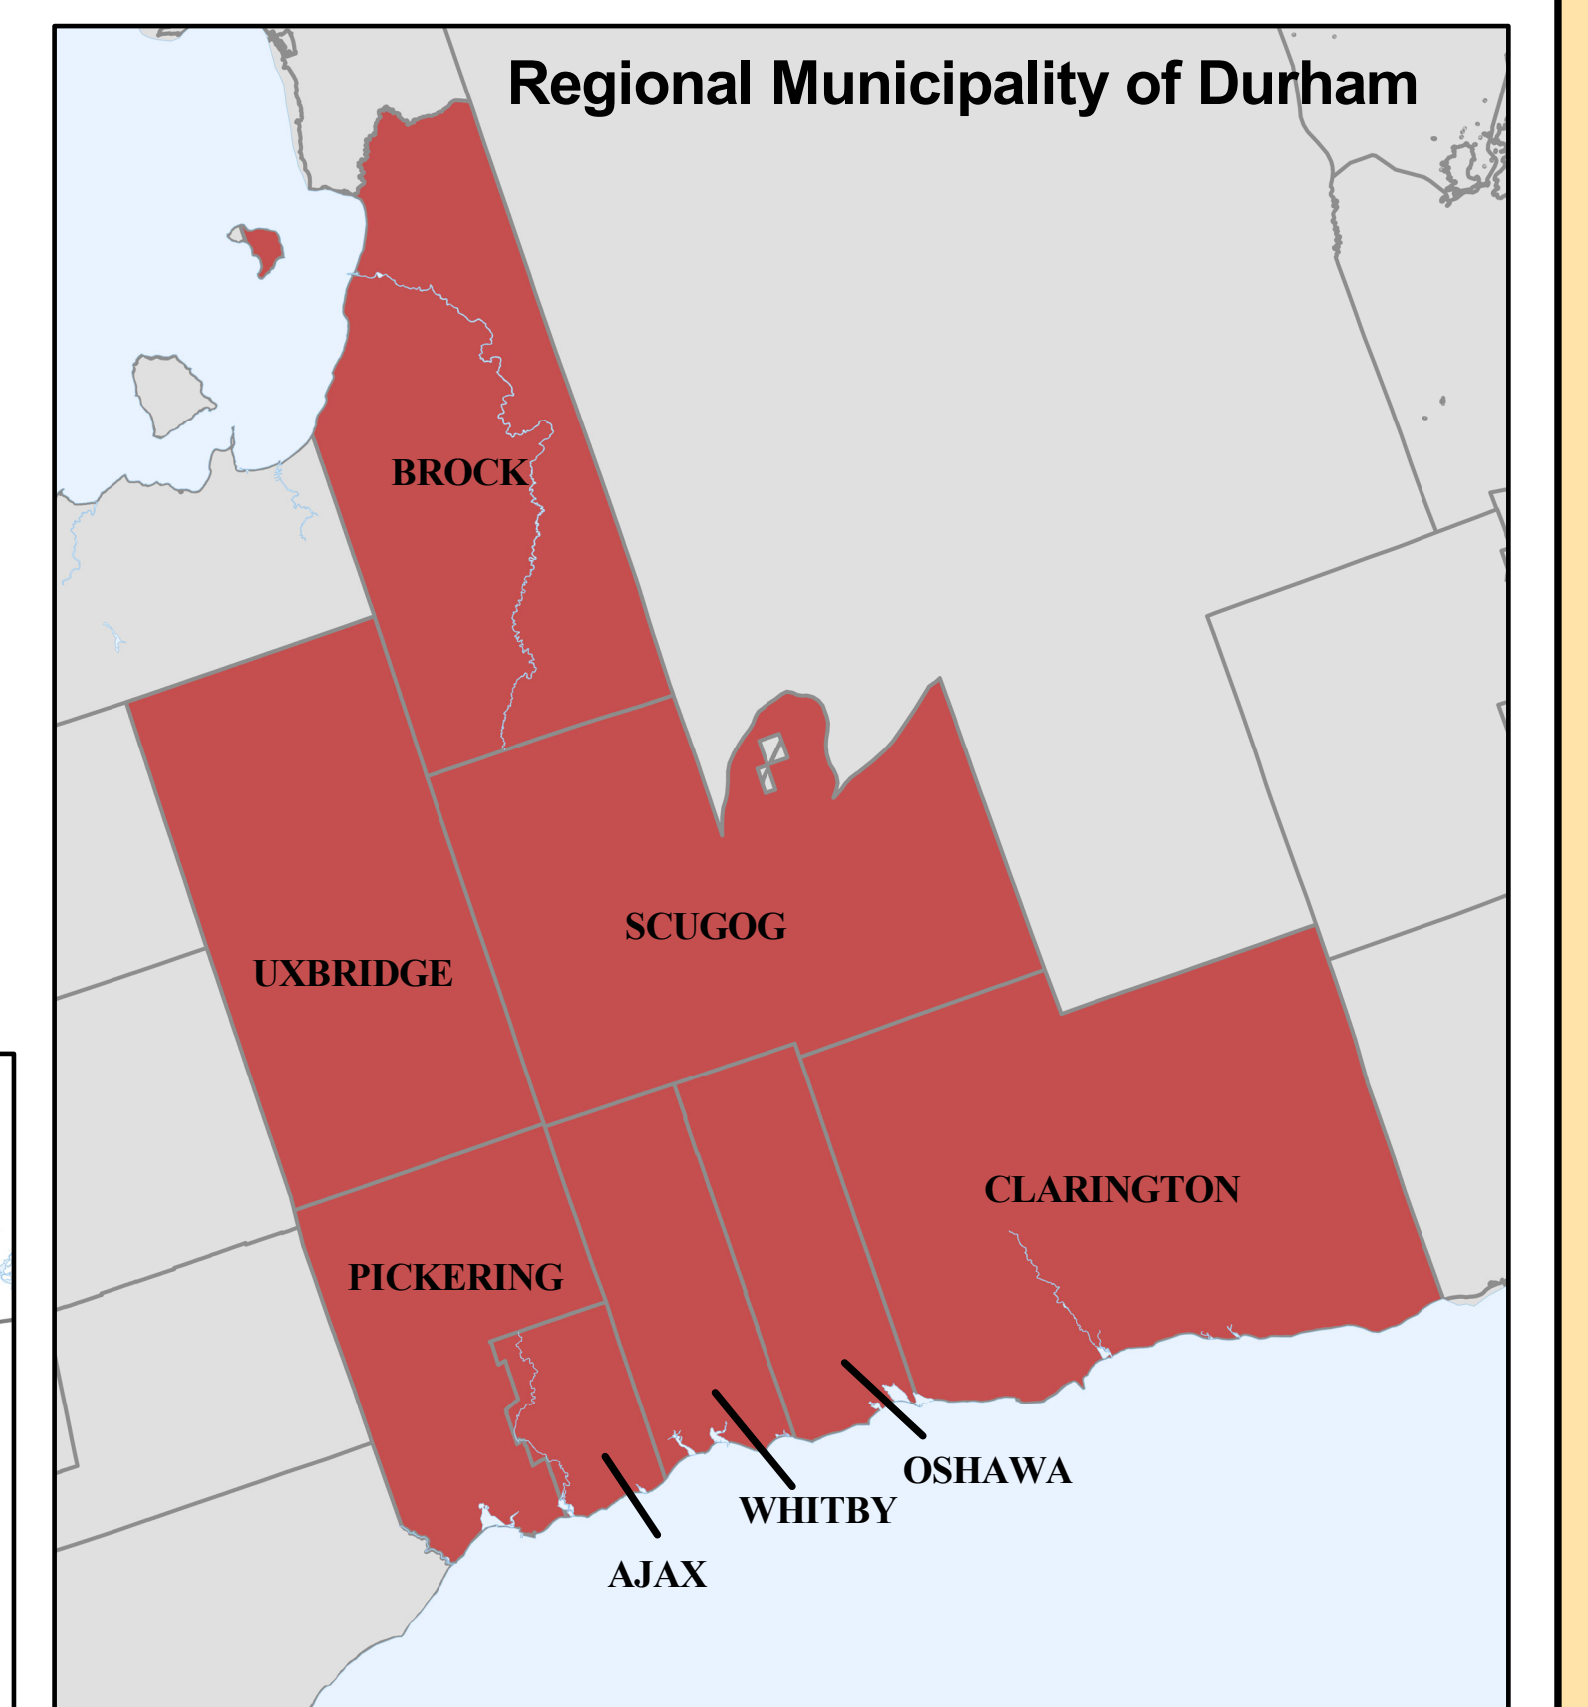 Regional Municipality of Durham
BROCK
SCUGOG
UXBRIDGE
CLARINGTON
PICKERING
OSHAWA
WHITBY
AJAX